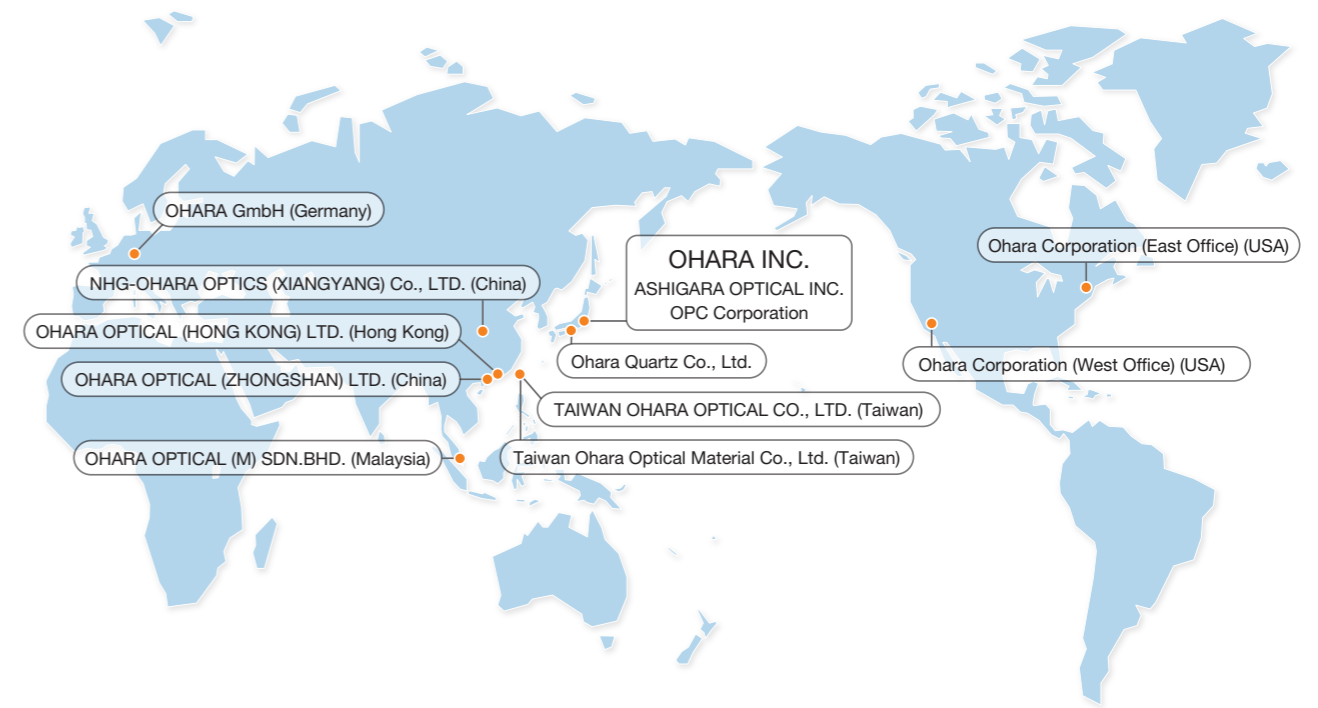 OHARA GmbH (Germany)
NHG-OHARA OPTICS (XIANGYANG) Co., LTD. (China)
OHARA OPTICAL (HONG KONG) LTD. (Hong Kong)
OHARA OPTICAL (ZHONGSHAN) LTD. (China)
OHARA OPTICAL (M) SDN.BHD. (Malaysia)
OHARA INC.
ASHIGARA OPTICAL INC.
OPC Corporation
Ohara Quartz Co., Ltd.
TAIWAN OHARA OPTICAL CO., LTD. (Taiwan)
Taiwan Ohara Optical Material Co., Ltd. (Taiwan)
Ohara Corporation (East Office) (USA)
Ohara Corporation (West Office) (USA)